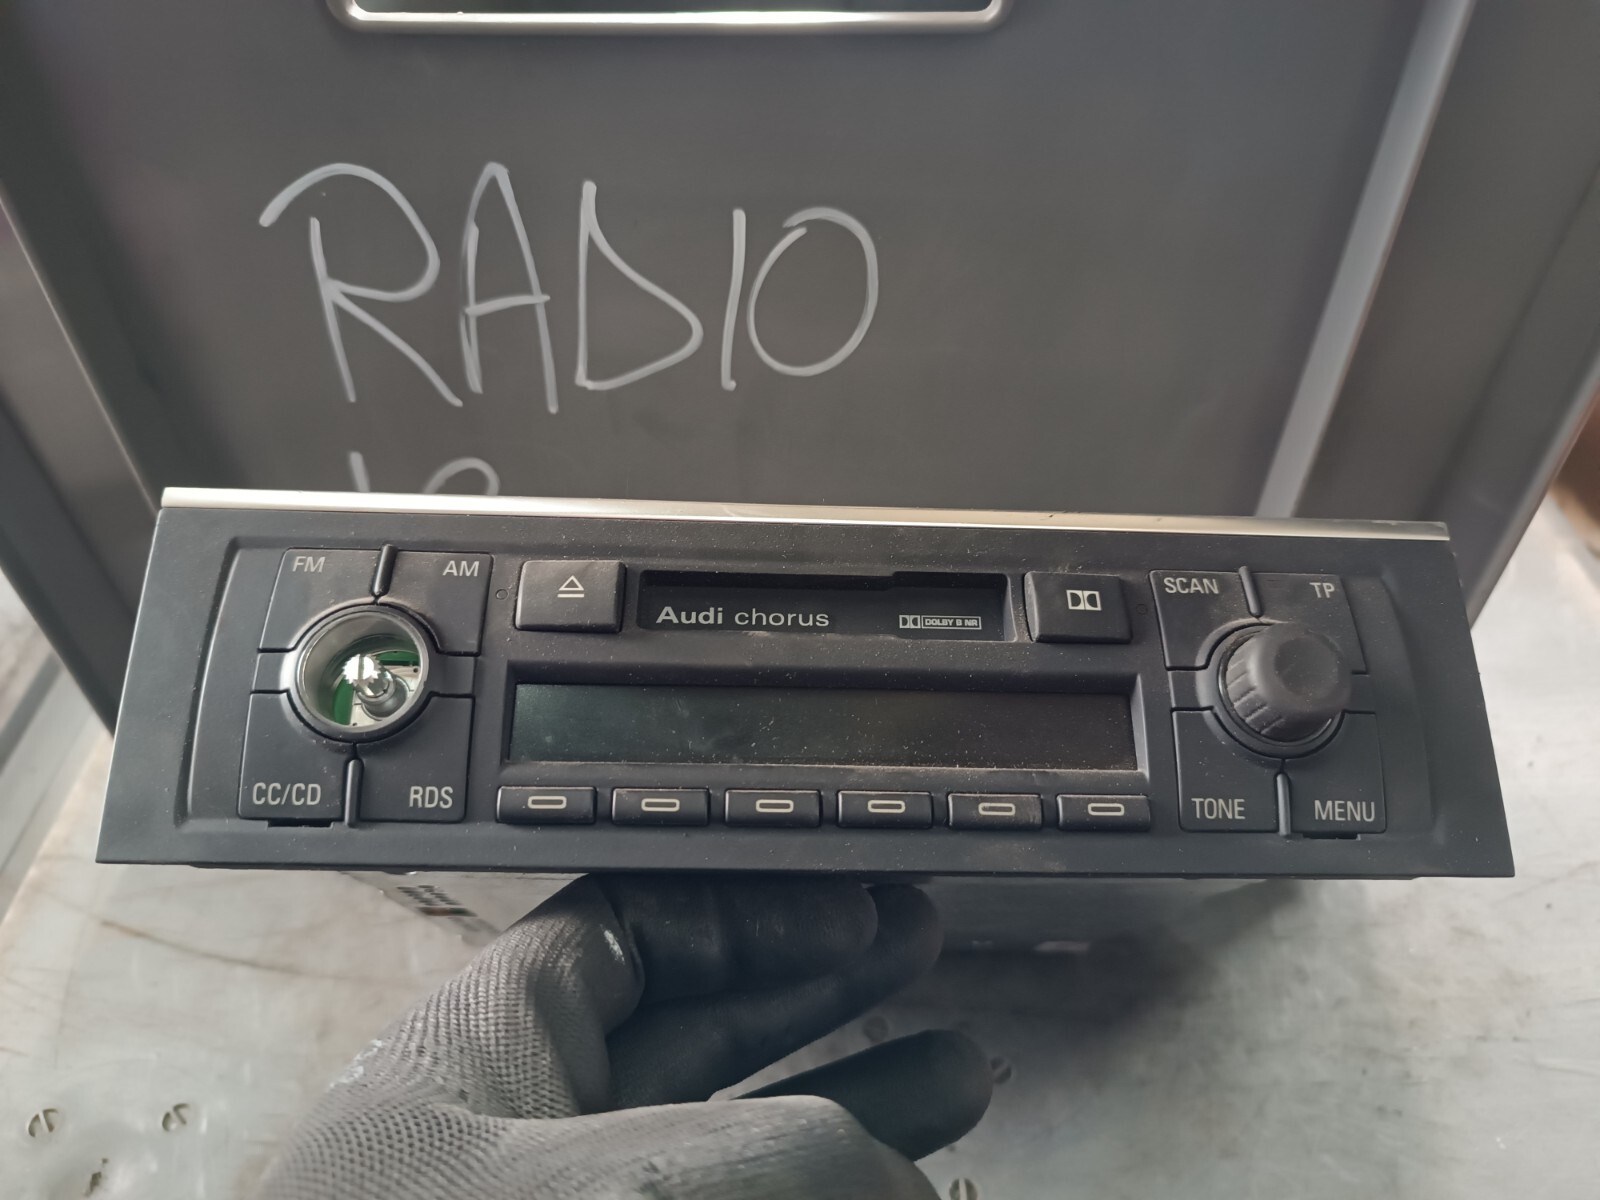 RADIO
FM AM
Audi chorus
DOLBY B NR
SCAN TP
CC/CD RDS
TONE MENU